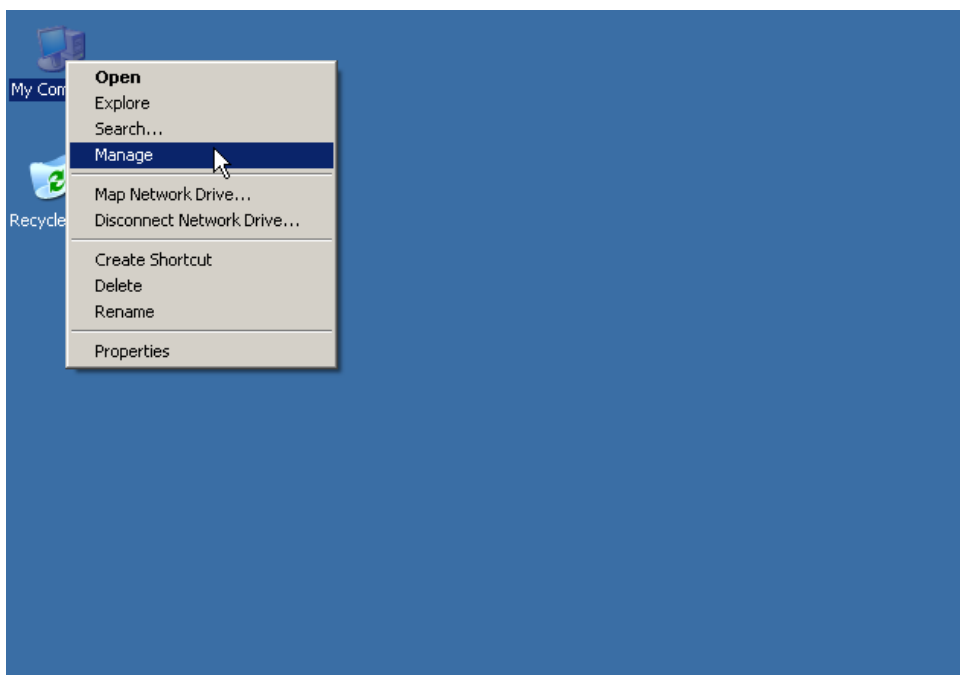 My Com
Open
Explore
Search...
Manage
Map Network Drive...
Recycle
Disconnect Network Drive...
Create Shortcut
Delete
Rename
Properties